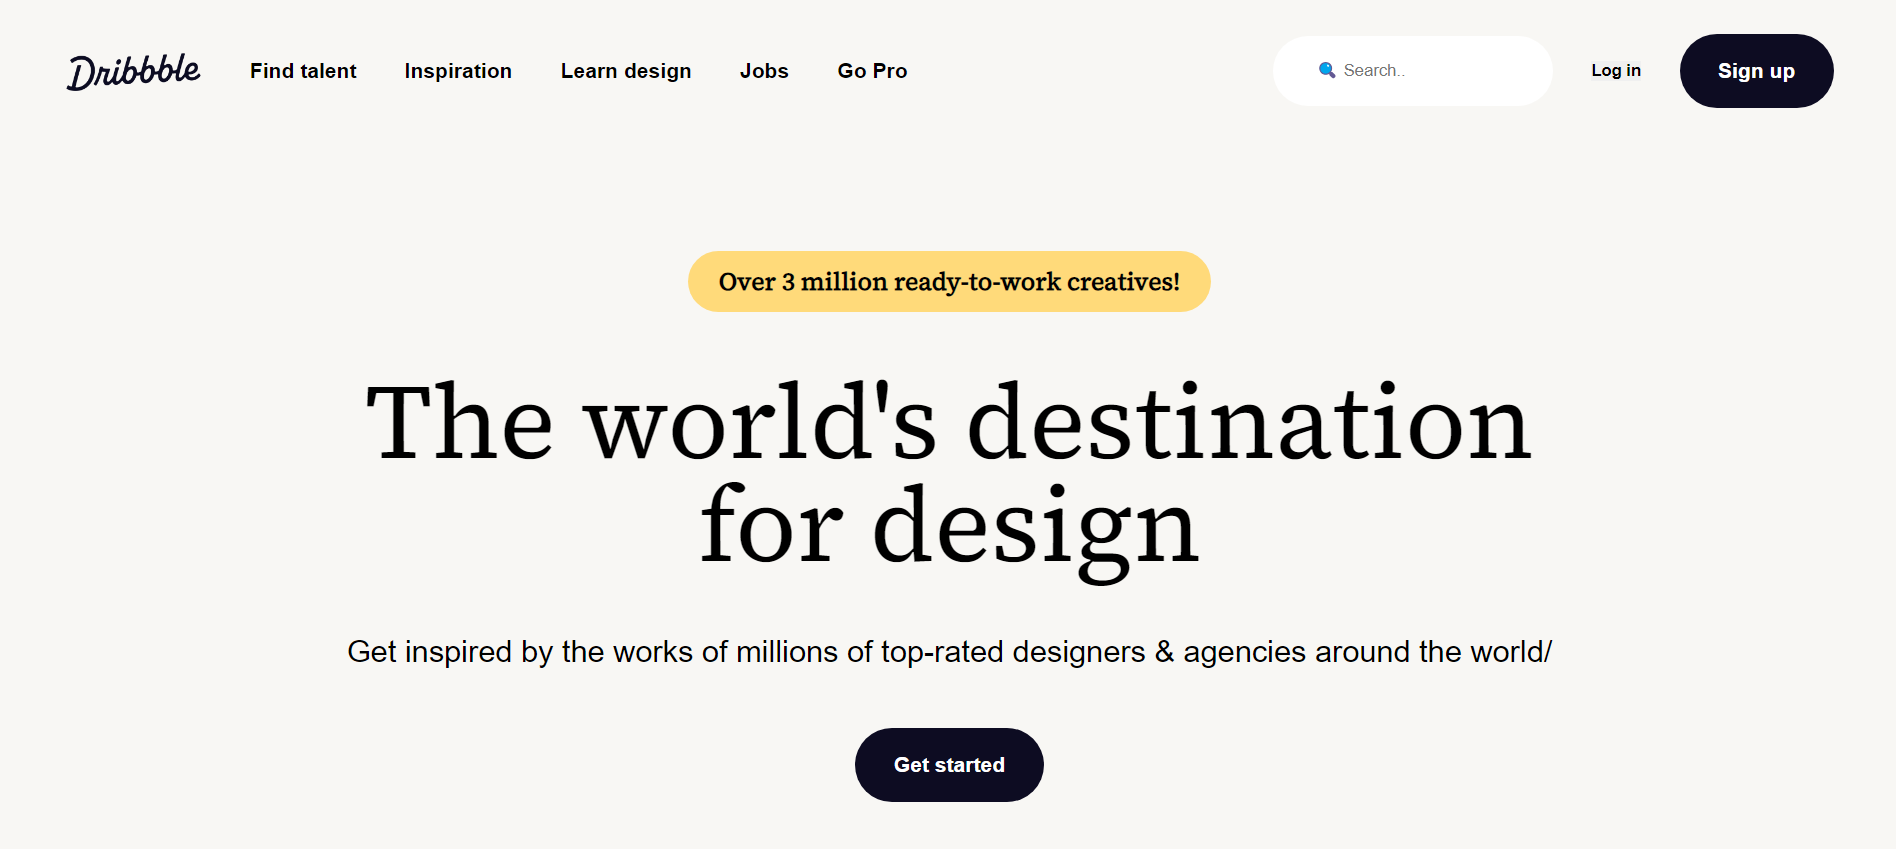 Dribbble Find talent Inspiration Learn design Jobs Go Pro Search.. Log in Sign up
Over 3 million ready-to-work creatives!
The world's destination
for design
Get inspired by the works of millions of top-rated designers & agencies around the world/
Get started